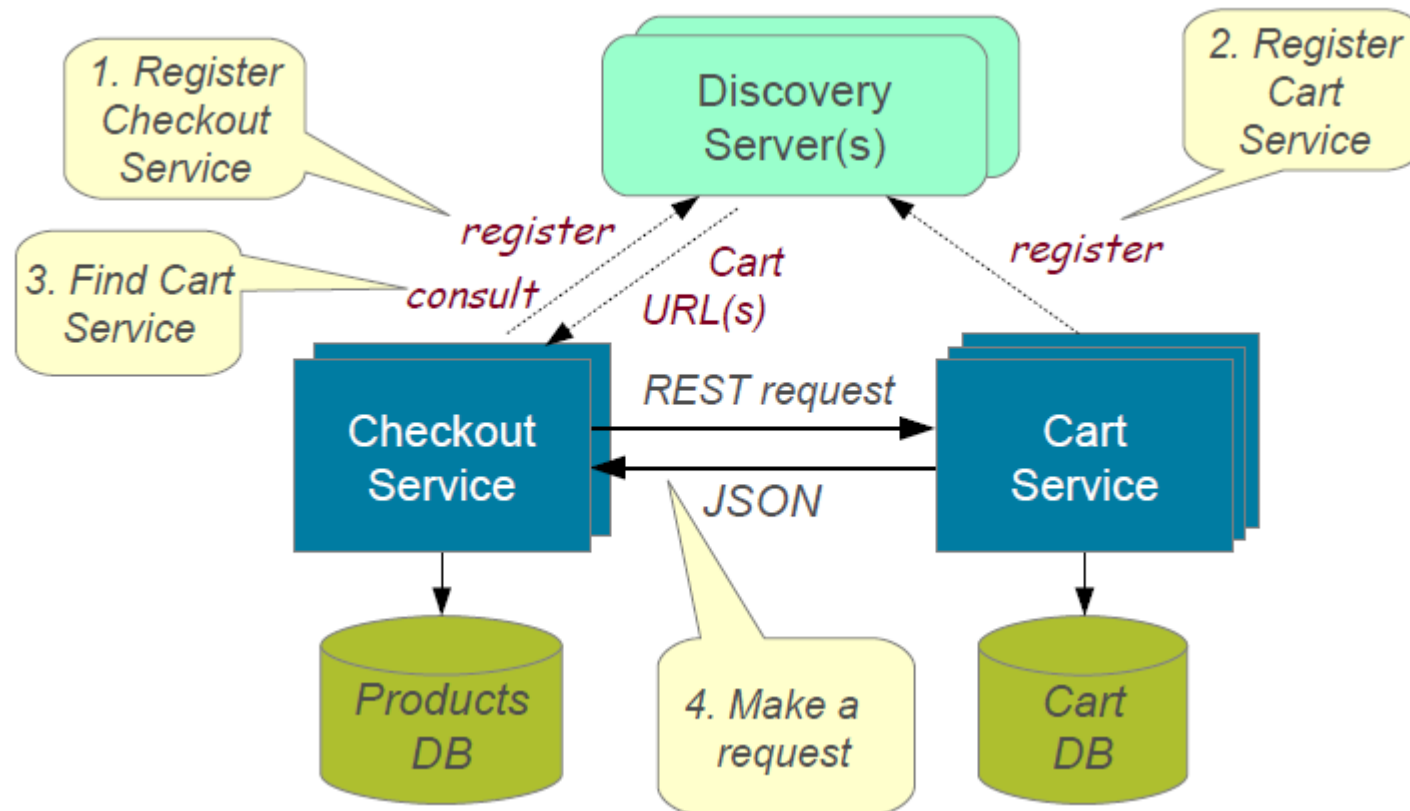 1. Register
Checkout
Service
Discovery
Server(s)
2. Register
Cart
Service
register
consult
Cart
URL(s)
register
3. Find Cart
Service
Checkout
Service
REST request
JSON
Cart
Service
Products
DB
4. Make a
request
Cart
DB